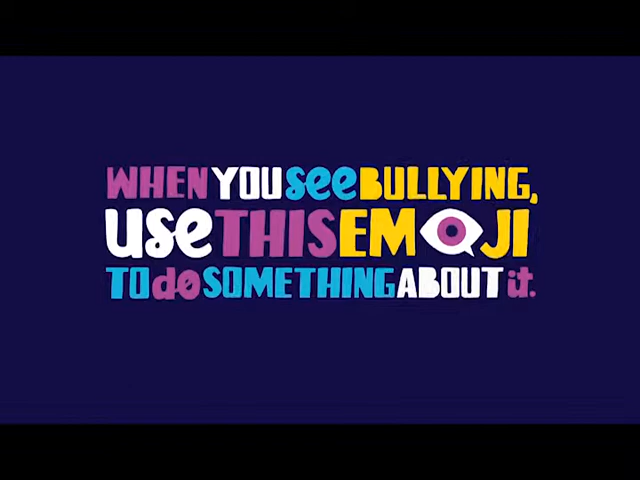 WHEN YOU see BULLYING,
use THIS EMOJI
TO do SOMETHING ABOUT it.